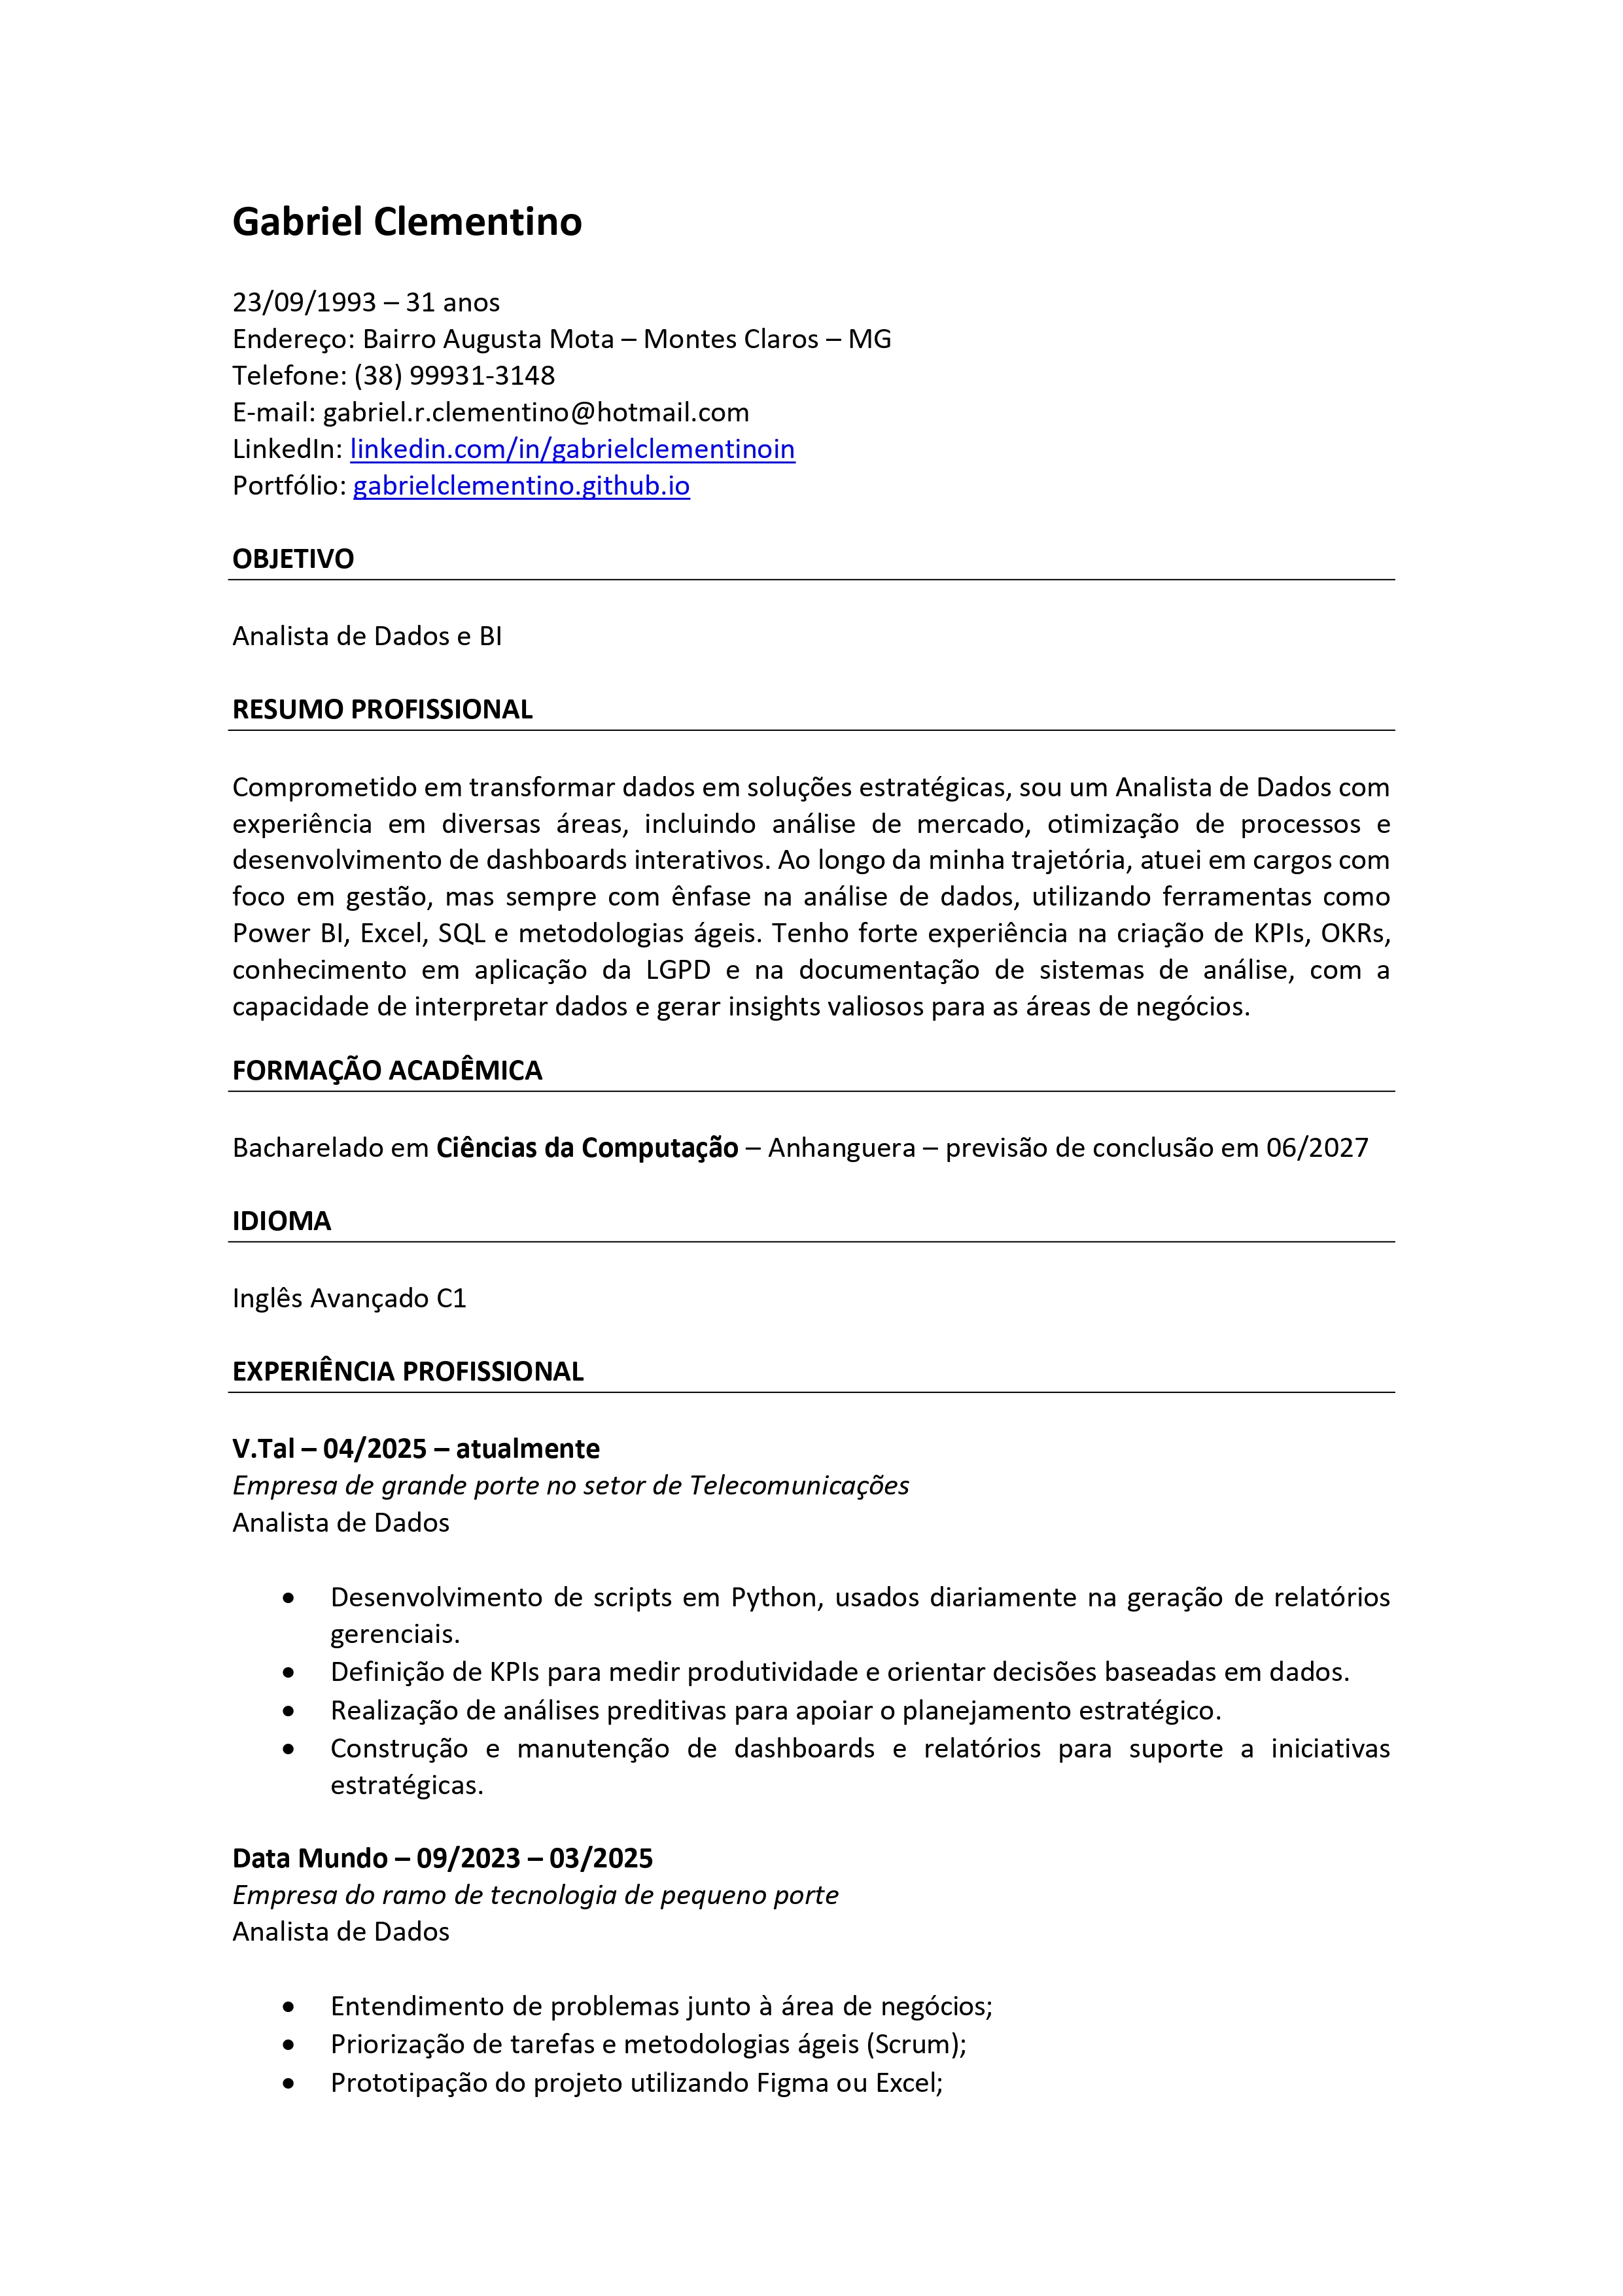 Gabriel Clementino
23/09/1993 – 31 anos
Endereço: Bairro Augusta Mota – Montes Claros – MG
Telefone: (38) 99931-3148
E-mail: gabriel.r.clementino@hotmail.com
LinkedIn: linkedin.com/in/gabrielclementinoin
Portfólio: gabrielclementino.github.io
OBJETIVO
Analista de Dados e BI
RESUMO PROFISSIONAL
Comprometido em transformar dados em soluções estratégicas, sou um Analista de Dados com
experiência em diversas áreas, incluindo análise de mercado, otimização de processos e
desenvolvimento de dashboards interativos. Ao longo da minha trajetória, atuei em cargos com
foco em gestão, mas sempre com ênfase na análise de dados, utilizando ferramentas como
Power BI, Excel, SQL e metodologias ágeis. Tenho forte experiência na criação de KPIs, OKRs,
conhecimento em aplicação da LGPD e na documentação de sistemas de análise, com a
capacidade de interpretar dados e gerar insights valiosos para as áreas de negócios.
FORMAÇÃO ACADÊMICA
Bacharelado em Ciências da Computação – Anhanguera – previsão de conclusão em 06/2027
IDIOMA
Inglês Avançado C1
EXPERIÊNCIA PROFISSIONAL
V.Tal – 04/2025 – atualmente
Empresa de grande porte no setor de Telecomunicações
Analista de Dados
• Desenvolvimento de scripts em Python, usados diariamente na geração de relatórios
gerenciais.
• Definição de KPIs para medir produtividade e orientar decisões baseadas em dados.
• Realização de análises preditivas para apoiar o planejamento estratégico.
• Construção e manutenção de dashboards e relatórios para suporte a iniciativas
estratégicas.
Data Mundo – 09/2023 – 03/2025
Empresa do ramo de tecnologia de pequeno porte
Analista de Dados
• Entendimento de problemas junto à área de negócios;
• Priorização de tarefas e metodologias ágeis (Scrum);
• Prototipação do projeto utilizando Figma ou Excel;